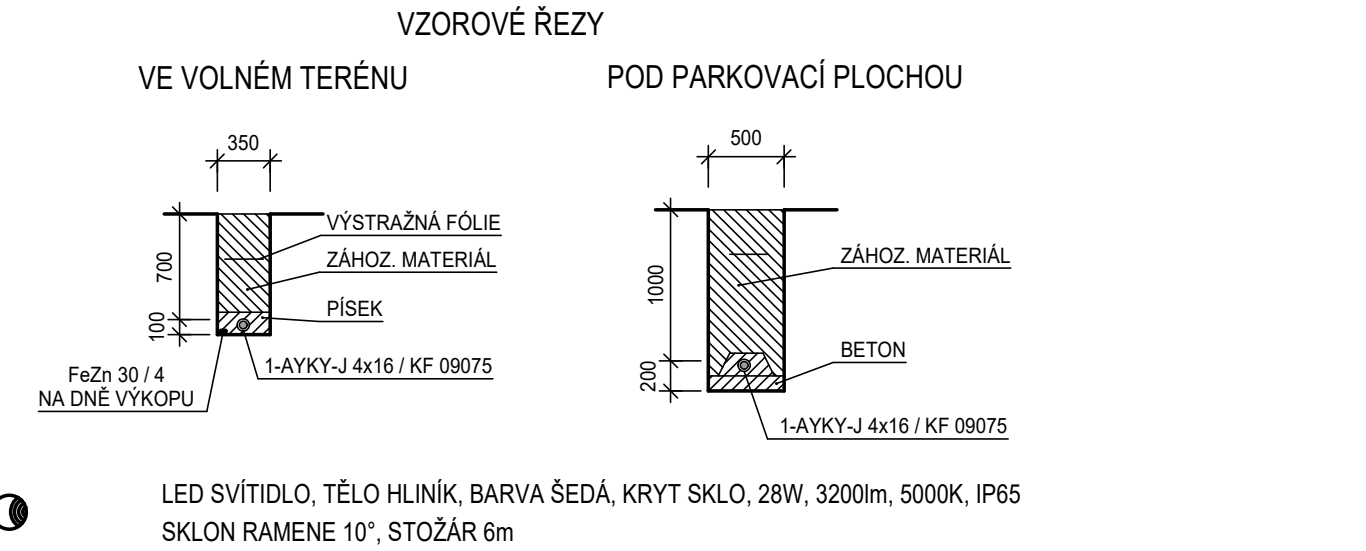 VZOROVÉ ŘEZY
VE VOLNÉM TERÉNU
350
700
100
VÝSTRAŽNÁ FÓLIE
ZÁHOZ. MATERIÁL
PÍSEK
1-AYKY-J 4x16 / KF 09075
FeZn 30 / 4
NA DNĚ VÝKOPU
POD PARKOVACÍ PLOCHOU
500
1000
200
ZÁHOZ. MATERIÁL
BETON
1-AYKY-J 4x16 / KF 09075
LED SVÍTIDLO, TĚLO HLINÍK, BARVA ŠEDÁ, KRYT SKLO, 28W, 3200lm, 5000K, IP65
SKLON RAMENE 10°, STOŽÁR 6m